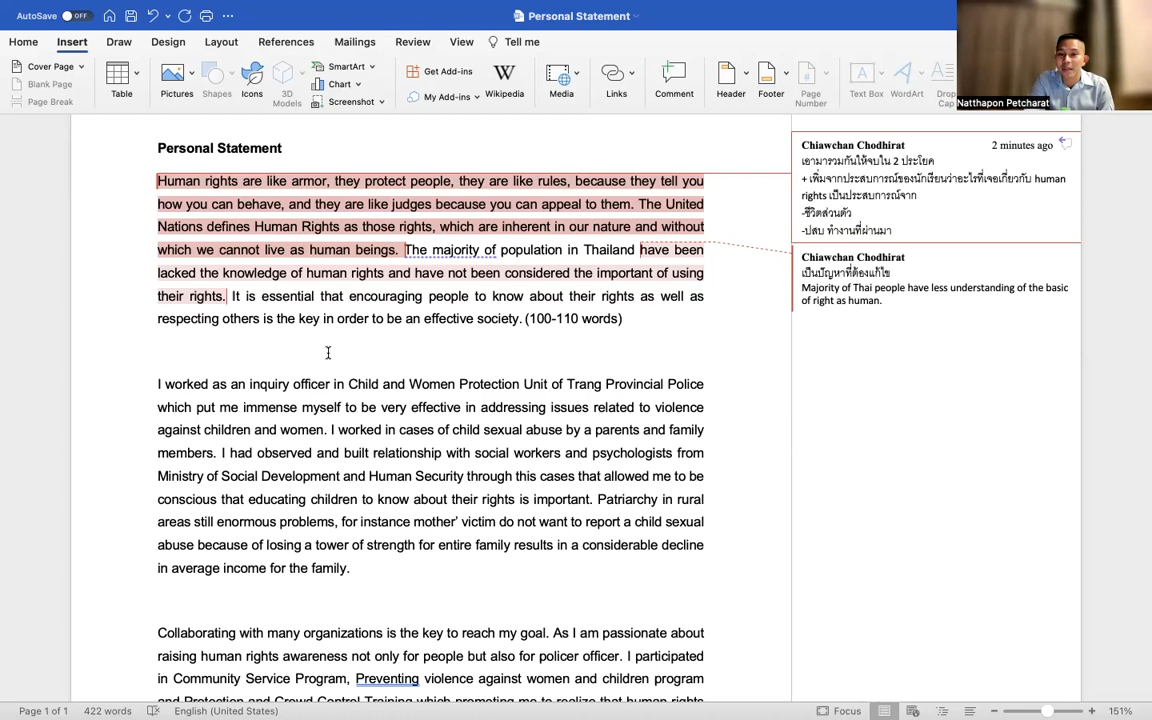 AutoSave OFF
Personal Statement
Home Insert Draw Design Layout References Mailings Review View Tell me
Cover Page
Blank Page
Page Break
Table
Pictures
Shapes
Icons
3D
Models
SmartArt
Chart
Screenshot
Get Add-ins
My Add-ins
Wikipedia
Media
Links
Comment
Header
Footer
Page
Number
Text Box
WordArt
Drop
Cap
Natthapon Petcharat
Personal Statement
Human rights are like armor, they protect people, they are like rules, because they tell you
how you can behave, and they are like judges because you can appeal to them. The United
Nations defines Human Rights as those rights, which are inherent in our nature and without
which we cannot live as human beings. The majority of population in Thailand have been
lacked the knowledge of human rights and have not been considered the important of using
their rights. It is essential that encouraging people to know about their rights as well as
respecting others is the key in order to be an effective society. (100-110 words)
I worked as an inquiry officer in Child and Women Protection Unit of Trang Provincial Police
which put me immense myself to be very effective in addressing issues related to violence
against children and women. I worked in cases of child sexual abuse by a parents and family
members. I had observed and built relationship with social workers and psychologists from
Ministry of Social Development and Human Security through this cases that allowed me to be
conscious that educating children to know about their rights is important. Patriarchy in rural
areas still enormous problems, for instance mother' victim do not want to report a child sexual
abuse because of losing a tower of strength for entire family results in a considerable decline
in average income for the family.
Collaborating with many organizations is the key to reach my goal. As I am passionate about
raising human rights awareness not only for people but also for policer officer. I participated
in Community Service Program, Preventing violence against women and children program
and Protection and Crowd Control Training which promoting me to realize that human rights
Chiawchan Chodhirat 2 minutes ago
เอามารวมกันให้จบใน 2 ประโยค
+ เพิ่มจากประสบการณ์ของนักเรียนว่าอะไรที่เจอเกี่ยวกับ human
rights เป็นประสบการณ์จาก
-ชีวิตส่วนตัว
-ปสบ ทำงานที่ผ่านมา
Chiawchan Chodhirat
เป็นปัญหาที่ต้องแก้ไข
Majority of Thai people have less understanding of the basic
of right as human.
Page 1 of 1 422 words English (United States) Focus 151%